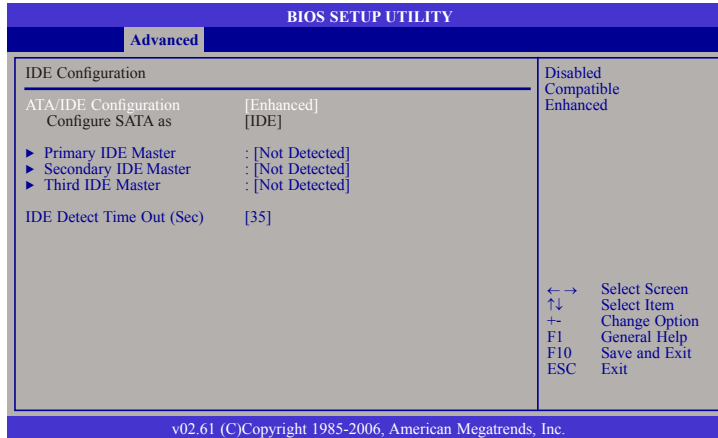 BIOS SETUP UTILITY
Advanced
IDE Configuration
ATA/IDE Configuration [Enhanced]
Configure SATA as [IDE]
► Primary IDE Master : [Not Detected]
► Secondary IDE Master : [Not Detected]
► Third IDE Master : [Not Detected]
IDE Detect Time Out (Sec) [35]
Disabled
Compatible
Enhanced
←→ Select Screen
↑↓ Select Item
+- Change Option
F1 General Help
F10 Save and Exit
ESC Exit
v02.61 (C)Copyright 1985-2006, American Megatrends, Inc.